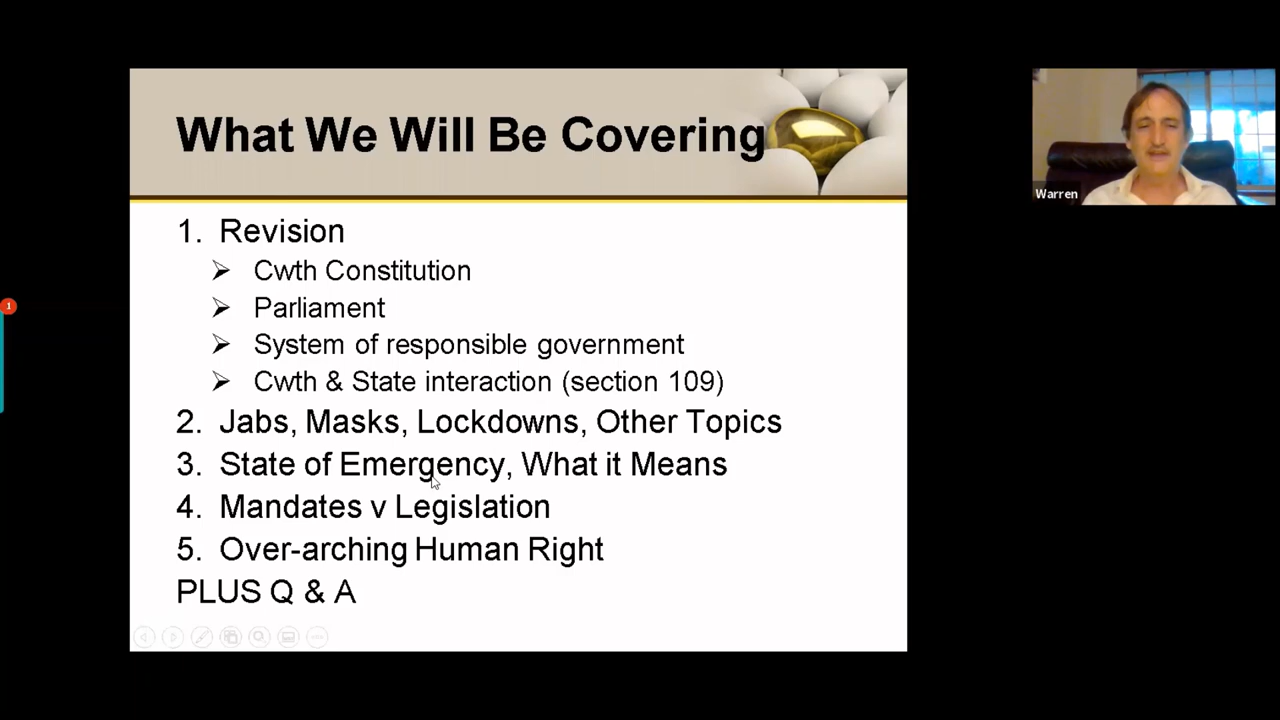 What We Will Be Covering
1. Revision
➢ Cwth Constitution
➢ Parliament
➢ System of responsible government
➢ Cwth & State interaction (section 109)
2. Jabs, Masks, Lockdowns, Other Topics
3. State of Emergency, What it Means
4. Mandates v Legislation
5. Over-arching Human Right
PLUS Q & A
Warren
1